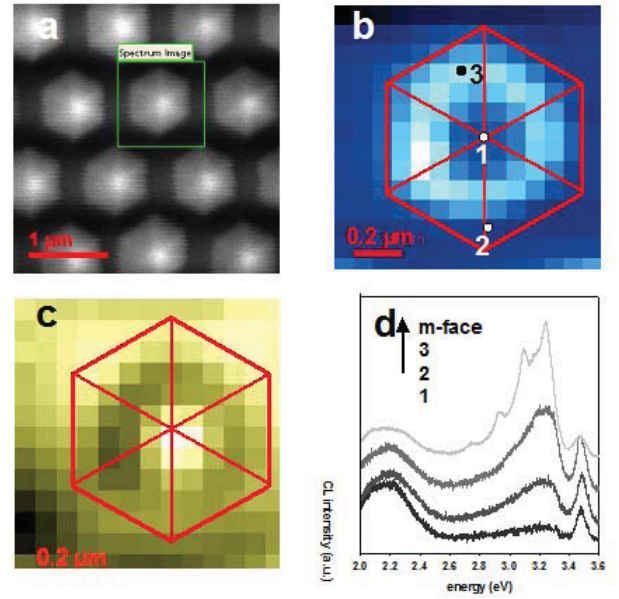 a
Spectrum Image
1 μm
b
3
1
2
0.2 μm
c
0.2 μm
d
m-face
3
2
1
CL intensity (a.u.)
2.0 2.2 2.4 2.6 2.8 3.0 3.2 3.4 3.6
energy (eV)